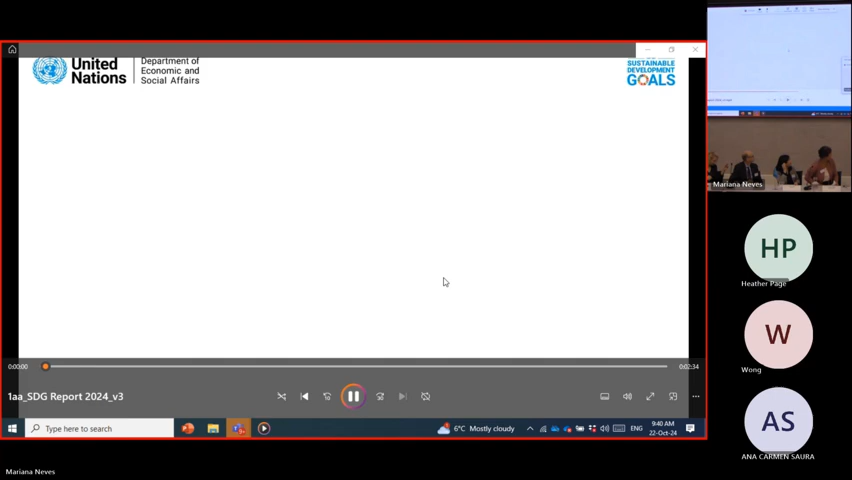 United
Nations
Department of
Economic and
Social Affairs
SUSTAINABLE
DEVELOPMENT
GOALS
0:00:00
0:02:34
1aa_SDG Report 2024_v3
Type here to search
6°C Mostly cloudy
ENG
9:40 AM
22-Oct-24
Mariana Neves
HP
Heather Page
W
Wong
AS
ANA CARMEN SAURA
Mariana Neves